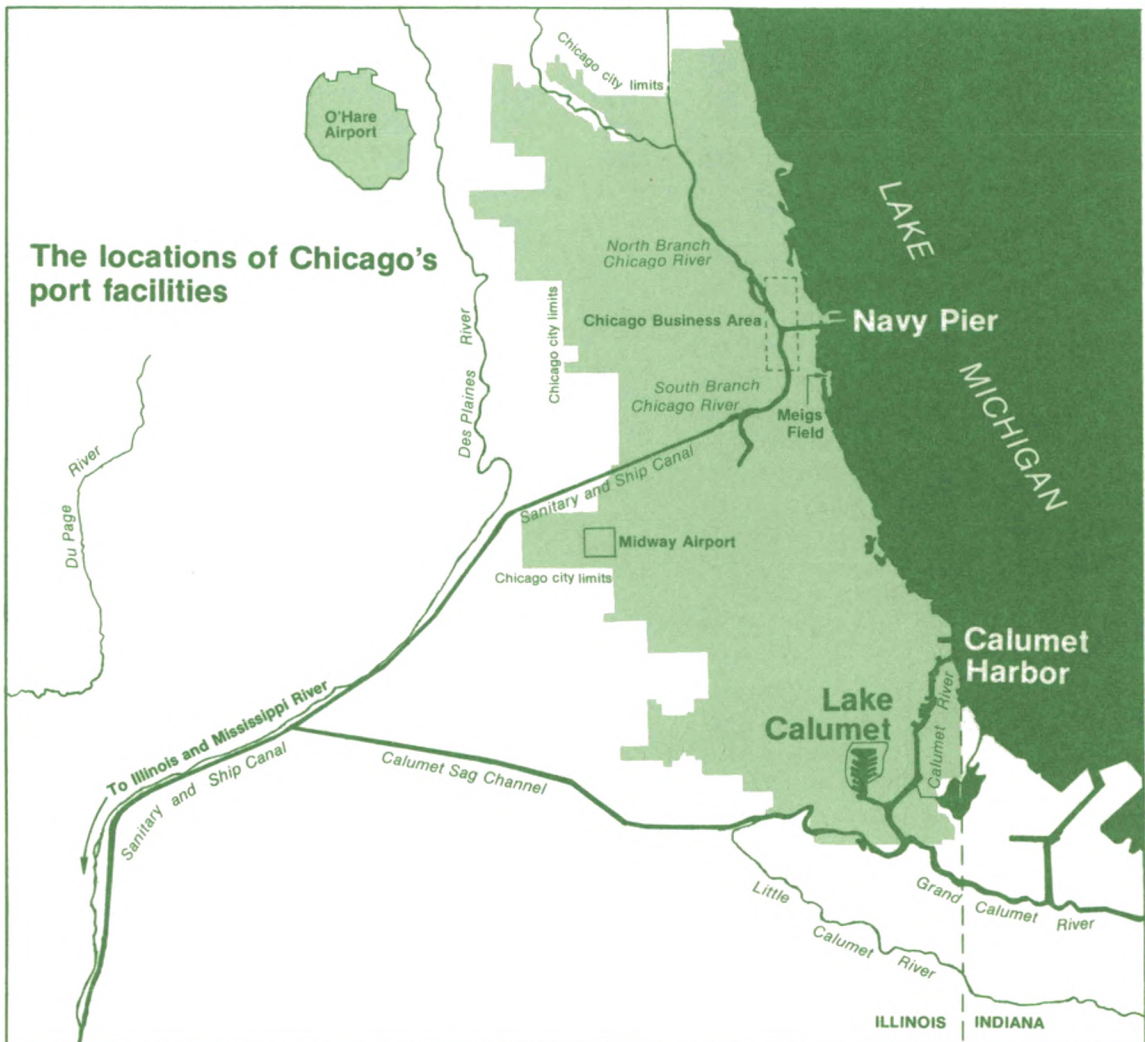 Chicago city limits
O'Hare
Airport
LAKE
The locations of Chicago's
port facilities
North Branch
Chicago River
Chicago city limits
Des Plaines River
Chicago Business Area
Navy Pier
MICHIGAN
South Branch
Chicago River
Meigs
Field
Du Page River
Sanitary and Ship Canal
Midway Airport
Chicago city limits
Calumet
Harbor
Calumet River
Lake
Calumet
To Illinois and Mississippi River
Sanitary and Ship Canal
Calumet Sag Channel
Grand Calumet River
Little Calumet River
ILLINOIS
INDIANA